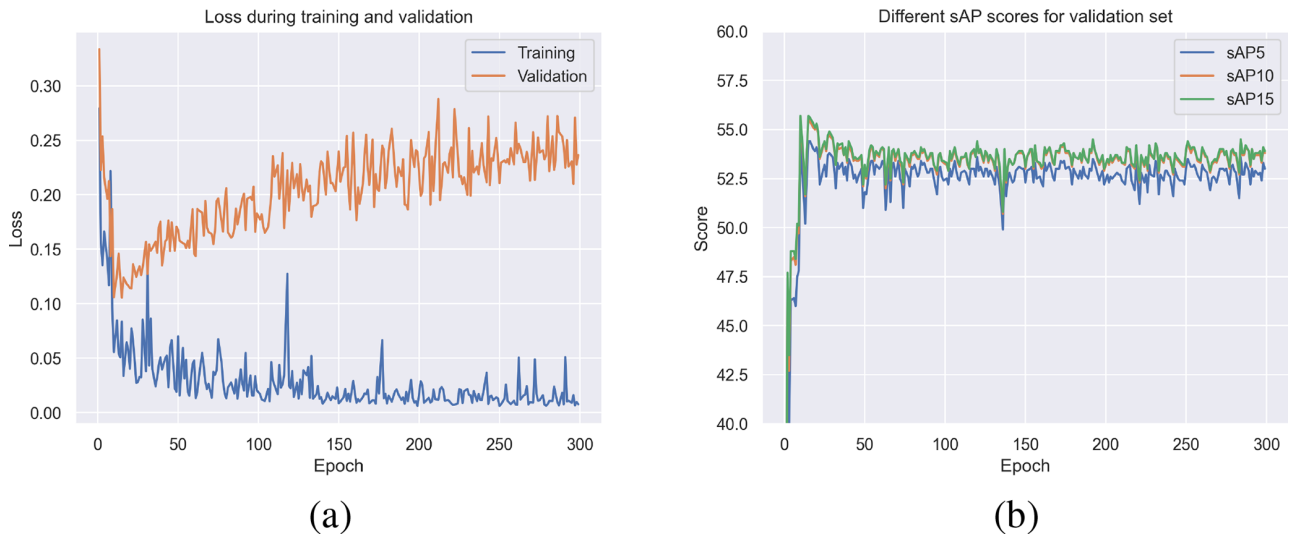 Loss during training and validation
Training
Validation
0.30
0.25
0.20
0.15
0.10
0.05
0.00
Loss
0
50
100
150
200
250
300
Epoch
(a)
Different sAP scores for validation set
sAP5
sAP10
sAP15
60.0
57.5
55.0
52.5
50.0
47.5
45.0
42.5
40.0
Score
0
50
100
150
200
250
300
Epoch
(b)